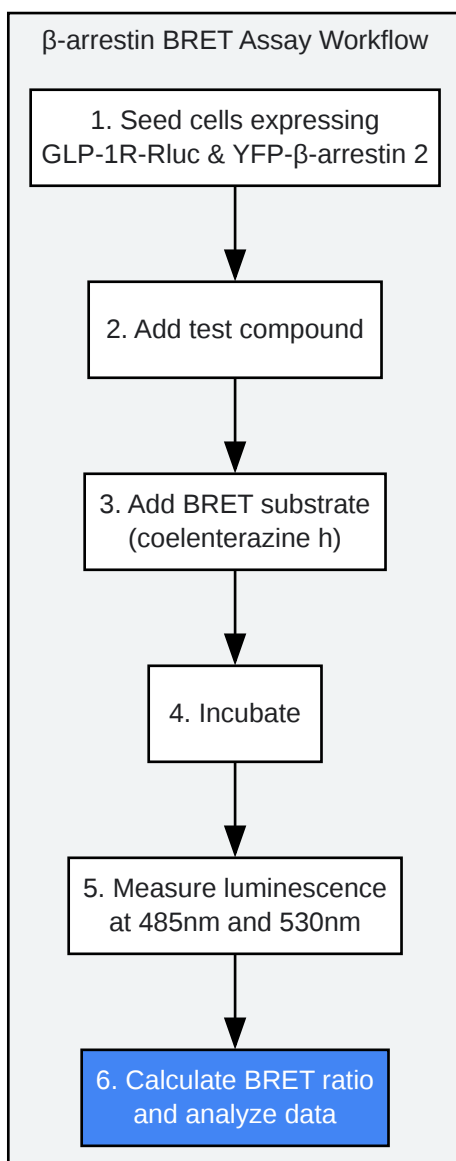 β-arrestin BRET Assay Workflow
1. Seed cells expressing
GLP-1R-Rluc & YFP-β-arrestin 2
2. Add test compound
3. Add BRET substrate
(coelenterazine h)
4. Incubate
5. Measure luminescence
at 485nm and 530nm
6. Calculate BRET ratio
and analyze data